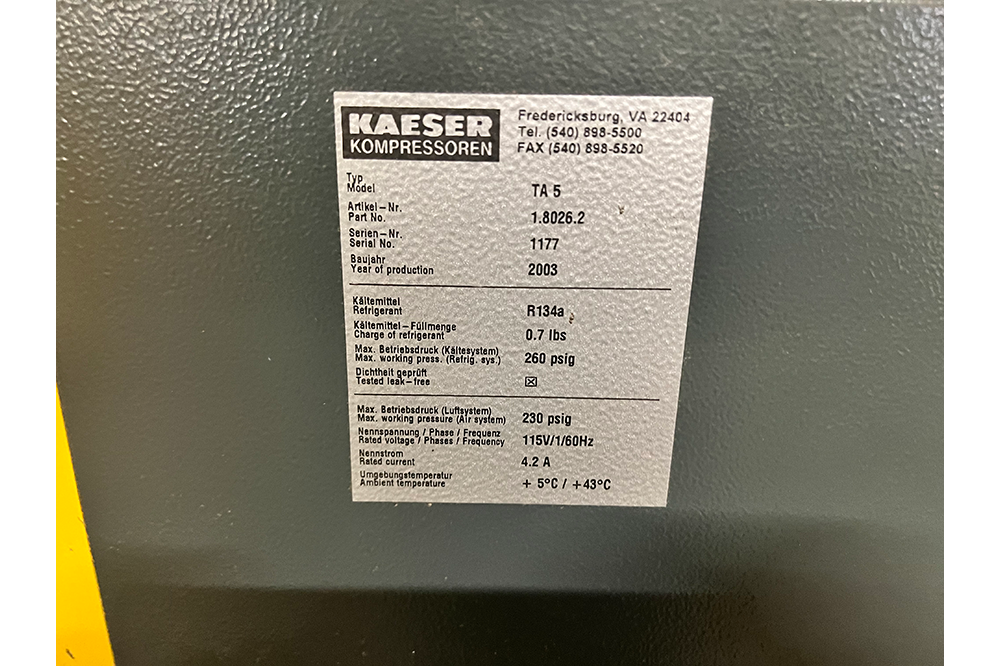 KAESER
KOMPRESSOREN
Fredericksburg, VA 22404
Tel. (540) 898-5500
FAX (540) 898-5520
Typ
Model TA 5
Artikel-Nr.
Part No. 1.8026.2
Serien-Nr.
Serial No. 1177
Baujahr
Year of production 2003
Kältemittel
Refrigerant R134a
Kältemittel-Füllmenge
Charge of refrigerant 0.7 lbs
Max. Betriebsdruck (Kältesystem)
Max. working press. (Refrig. sys.) 260 psig
Dichtheit geprüft
Tested leak-free ☒
Max. Betriebsdruck (Luftsystem)
Max. working pressure (Air system) 230 psig
Nennspannung / Phase / Frequenz
Rated voltage / Phases / Frequency 115V/1/60Hz
Nennstrom
Rated current 4.2 A
Umgebungstemperatur
Ambient temperature + 5°C / +43°C